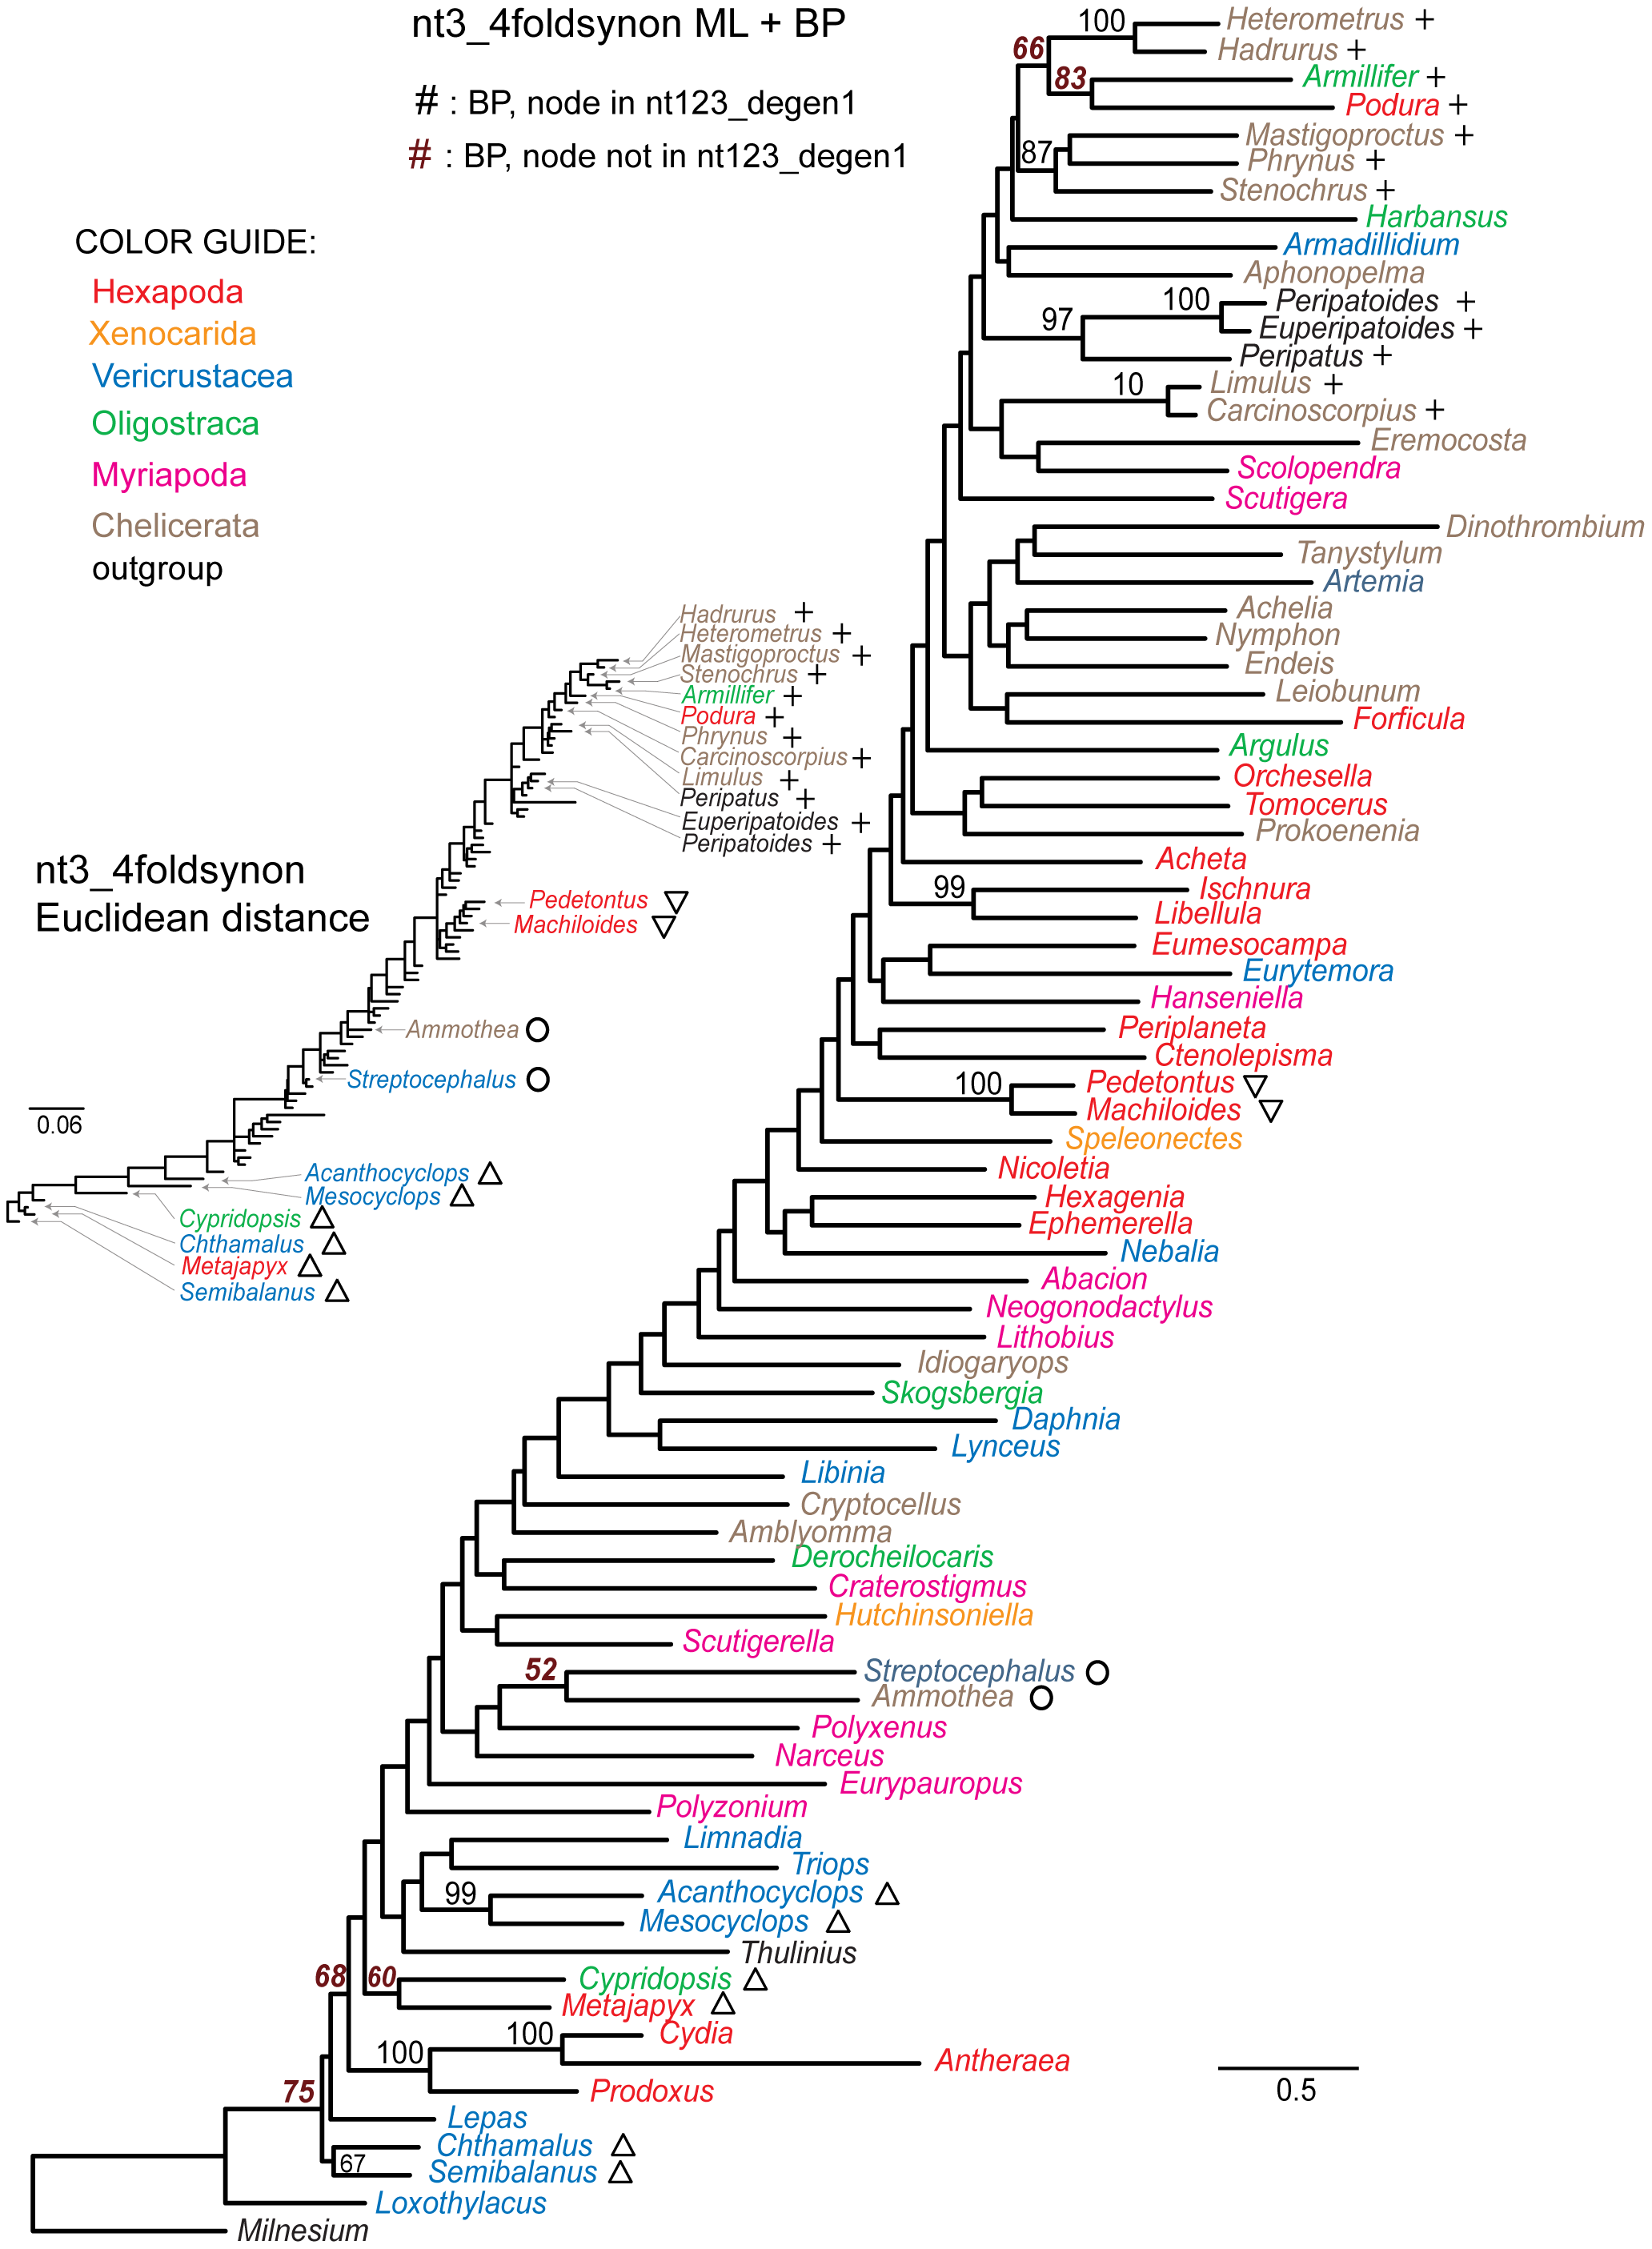 nt3_4foldsynon ML + BP
# : BP, node in nt123_degen1
# : BP, node not in nt123_degen1
COLOR GUIDE:
Hexapoda
Xenocarida
Vericrustacea
Oligostraca
Myriapoda
Chelicerata
outgroup
Hadrurus +
Heterometrus +
Mastigoproctus +
Stenochrus +
Armillifer +
Podura +
Phrynus +
Carcinoscorpius +
Limulus +
Peripatus +
Euperipatoides +
Peripatoides +
nt3_4foldsynon
Euclidean distance
Pedetontus ▽
Machiloides ▽
Ammothea ○
Streptocephalus ○
0.06
Acanthocyclops △
Mesocyclops △
Cypridopsis △
Chthamalus △
Metajapyx △
Semibalanus △
100 Heterometrus +
66 Hadrurus +
83 Armillifer +
Podura +
Mastigoproctus +
87 Phrynus +
Stenochrus +
Harbansus
Armadillidium
Aphonopelma
100 Peripatoides +
97 Euperipatoides +
Peripatus +
10 Limulus +
Carcinoscorpius +
Eremocosta
Scolopendra
Scutigera
Dinothrombium
Tanystylum
Artemia
Achelia
Nymphon
Endeis
Leiobunum
Forficula
Argulus
Orchesella
Tomocerus
Prokoenenia
Acheta
99 Ischnura
Libellula
Eumesocampa
Eurytemora
Hanseniella
Periplaneta
Ctenolepisma
100 Pedetontus ▽
Machiloides ▽
Speleonectes
Nicoletia
Hexagenia
Ephemerella
Nebalia
Abacion
Neogonodactylus
Lithobius
Idiogaryops
Skogsbergia
Daphnia
Lynceus
Libinia
Cryptocellus
Amblyomma
Derocheilocaris
Craterostigmus
Hutchinsoniella
Scutigerella
52 Streptocephalus ○
Ammothea ○
Polyxenus
Narceus
Eurypauropus
Polyzonium
Limnadia
Triops
99 Acanthocyclops △
Mesocyclops △
Thulinius
68 60 Cypridopsis △
Metajapyx △
100 Cydia
100 Antheraea
Prodoxus
0.5
75 Lepas
Chthamalus △
67 Semibalanus △
Loxothylacus
Milnesium